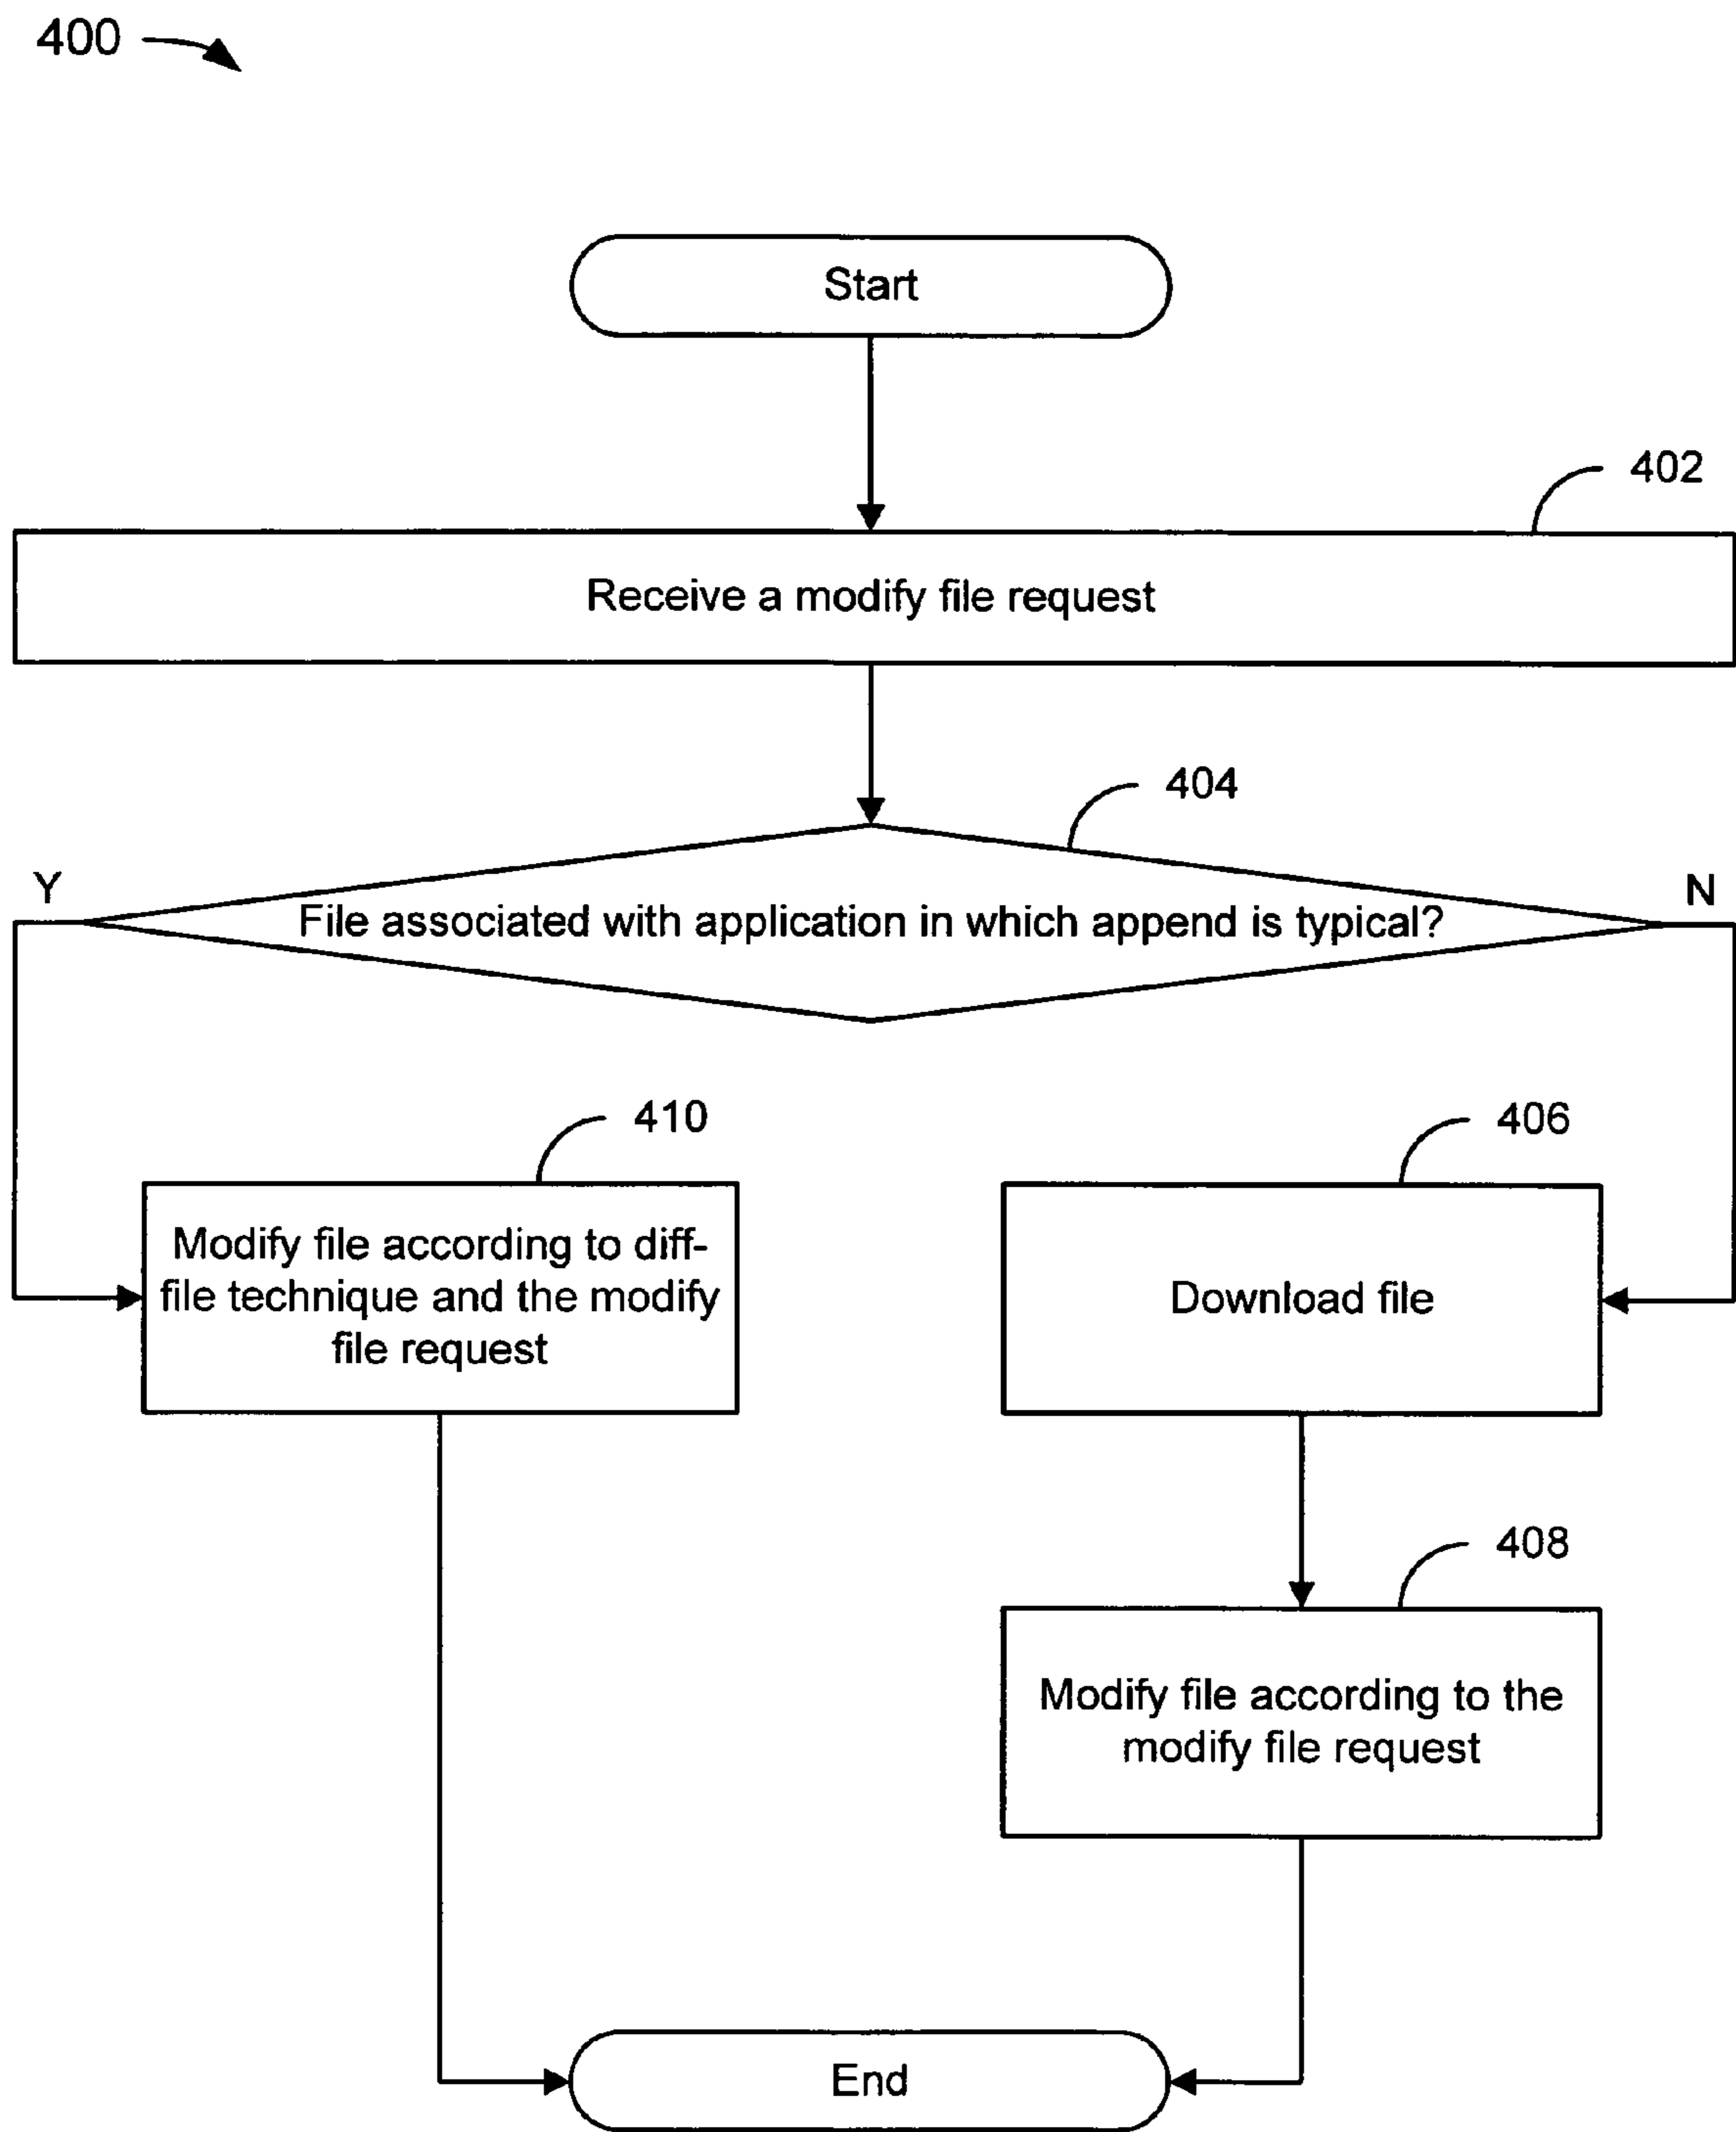 400
Start
402
Receive a modify file request
404
Y
N
File associated with application in which append is typical?
410
406
Modify file according to diff-
file technique and the modify
file request
Download file
408
Modify file according to the
modify file request
End